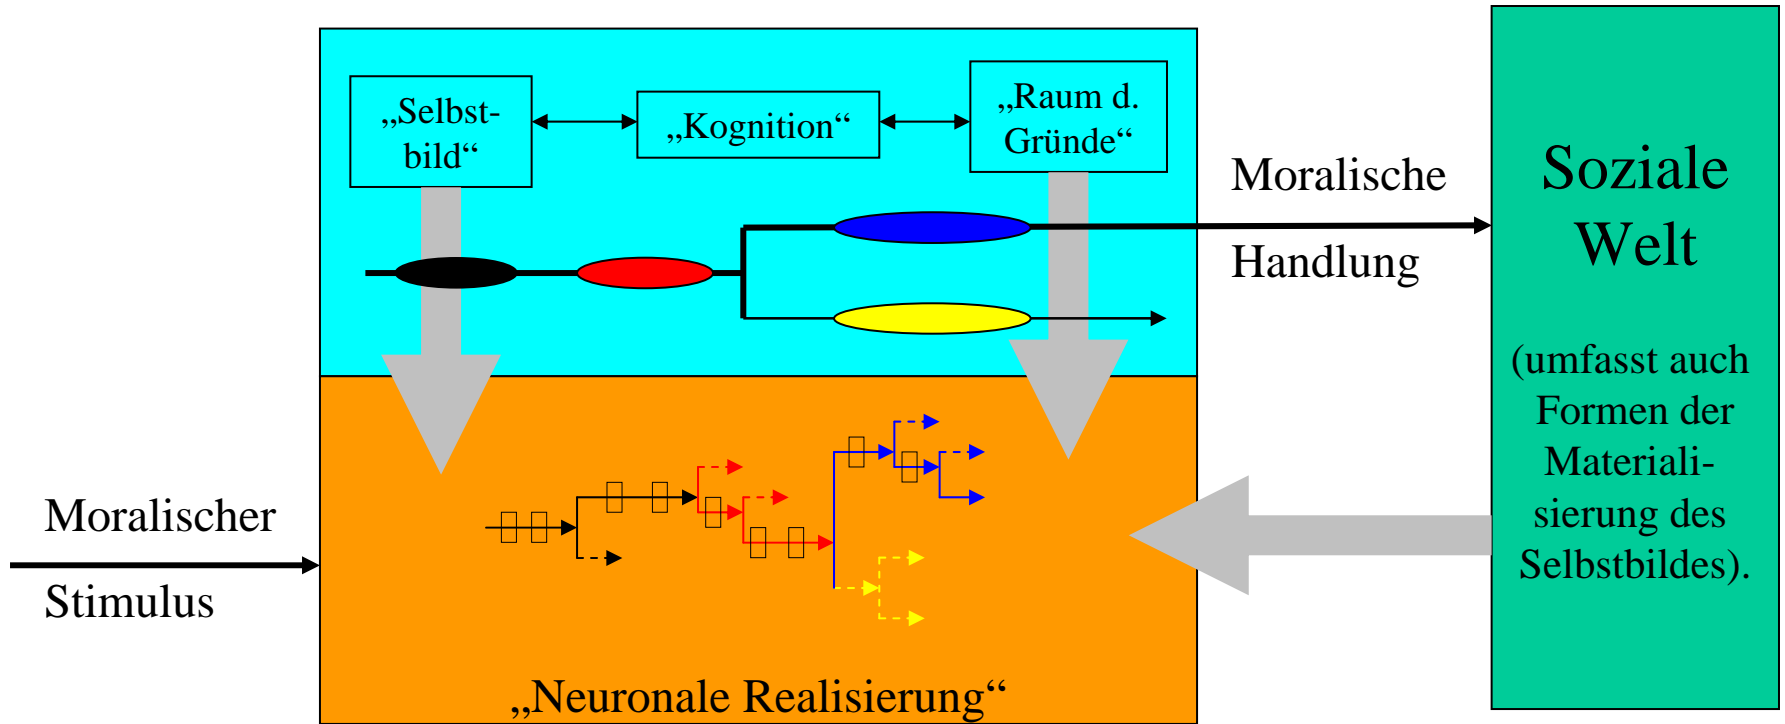 „Selbst-
bild“
„Kognition“
„Raum d.
Gründe“
Moralische
Handlung
Soziale
Welt
(umfasst auch
Formen der
Materiali-
sierung des
Selbstbildes).
Moralischer
Stimulus
„Neuronale Realisierung“